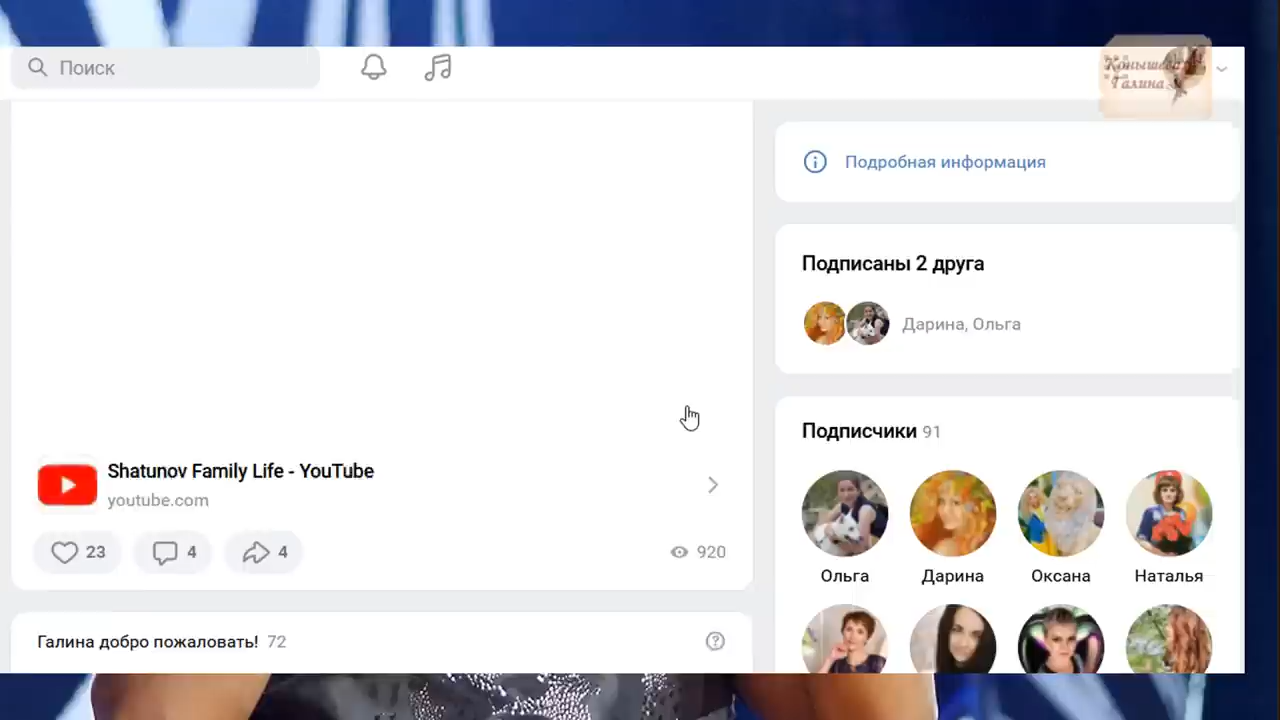 Поиск
Конышева
Галина
Подробная информация
Подписаны 2 друга
Дарина, Ольга
Подписчики 91
Shatunov Family Life - YouTube
youtube.com
23
4
4
920
Ольга
Дарина
Оксана
Наталья
Галина добро пожаловать! 72